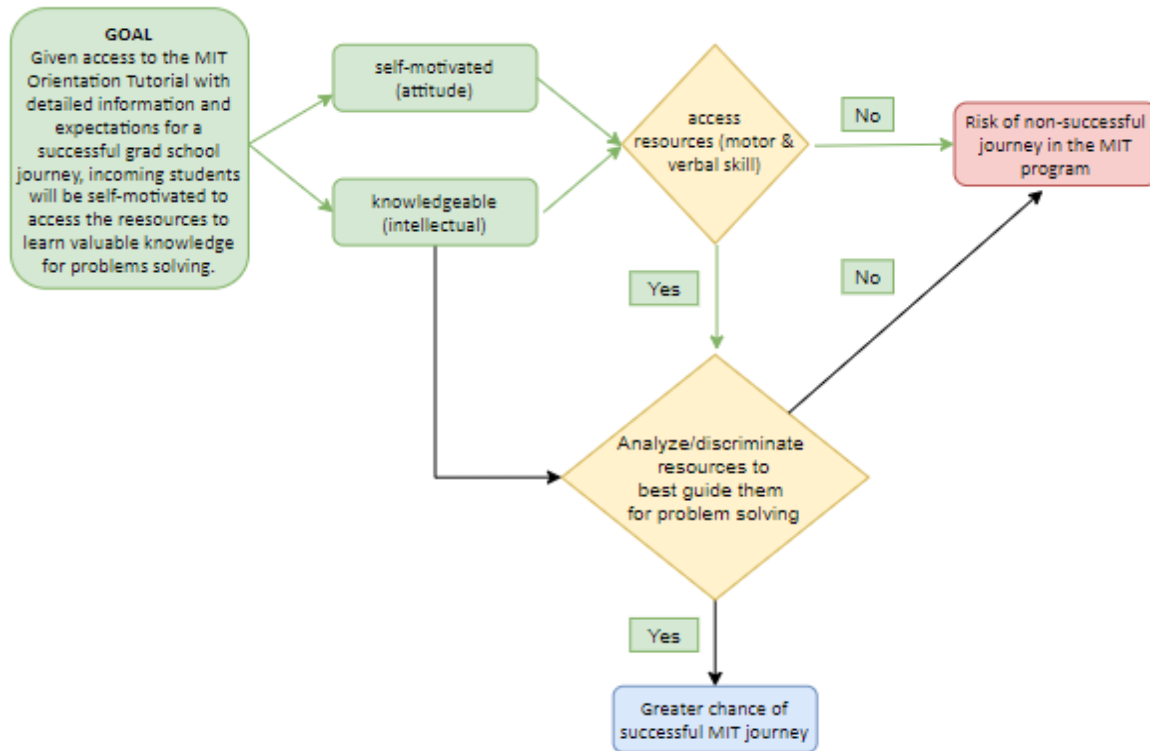 GOAL
Given access to the MIT
Orientation Tutorial with
detailed information and
expectations for a
successful grad school
journey, incoming students
will be self-motivated to
access the reesources to
learn valuable knowledge
for problems solving.
self-motivated
(attitude)
knowledgeable
(intellectual)
access
resources (motor &
verbal skill)
No
Risk of non-successful
journey in the MIT
program
Yes
No
Analyze/discriminate
resources to
best guide them
for problem solving
Yes
Greater chance of
successful MIT journey